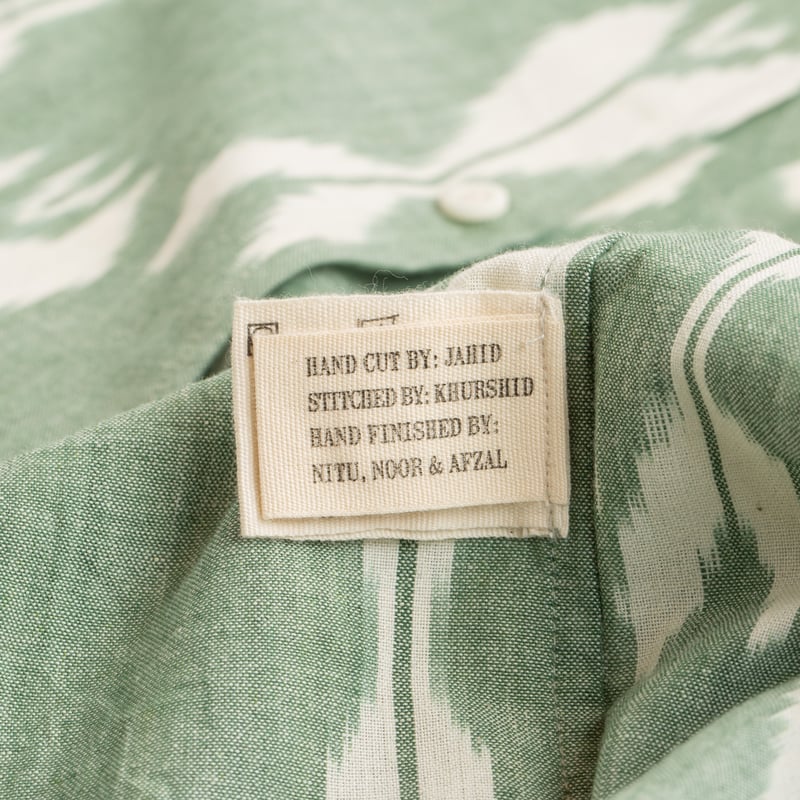 HAND CUT BY: JAHID
STITCHED BY: KHURSHID
HAND FINISHED BY:
NITU, NOOR & AFZAL